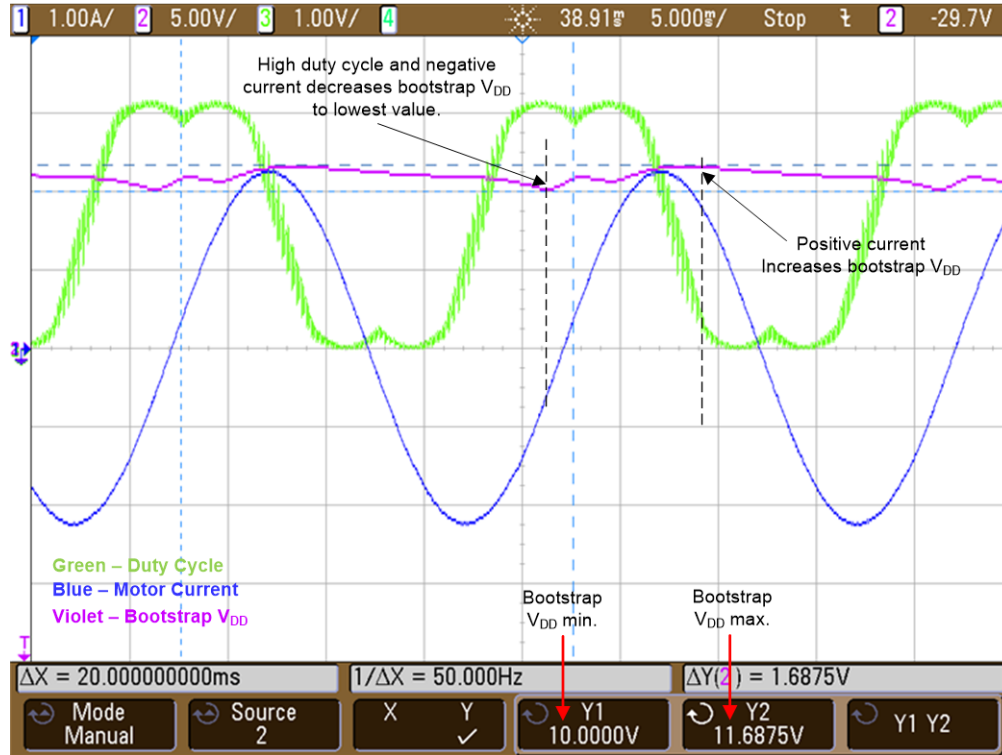 1 1.00A/ 2 5.00V/ 3 1.00V/ 4 38.91ms 5.000ms/ Stop 2 -29.7V
High duty cycle and negative
current decreases bootstrap VDD
to lowest value.
Positive current
Increases bootstrap VDD
Green – Duty Cycle
Blue – Motor Current
Violet – Bootstrap VDD
Bootstrap
VDD min.
Bootstrap
VDD max.
T
ΔX = 20.000000000ms 1/ΔX = 50.000Hz ΔY(2) = 1.6875V
Mode
Manual
Source
2
X Y
✓
Y1
10.0000V
Y2
11.6875V
Y1 Y2